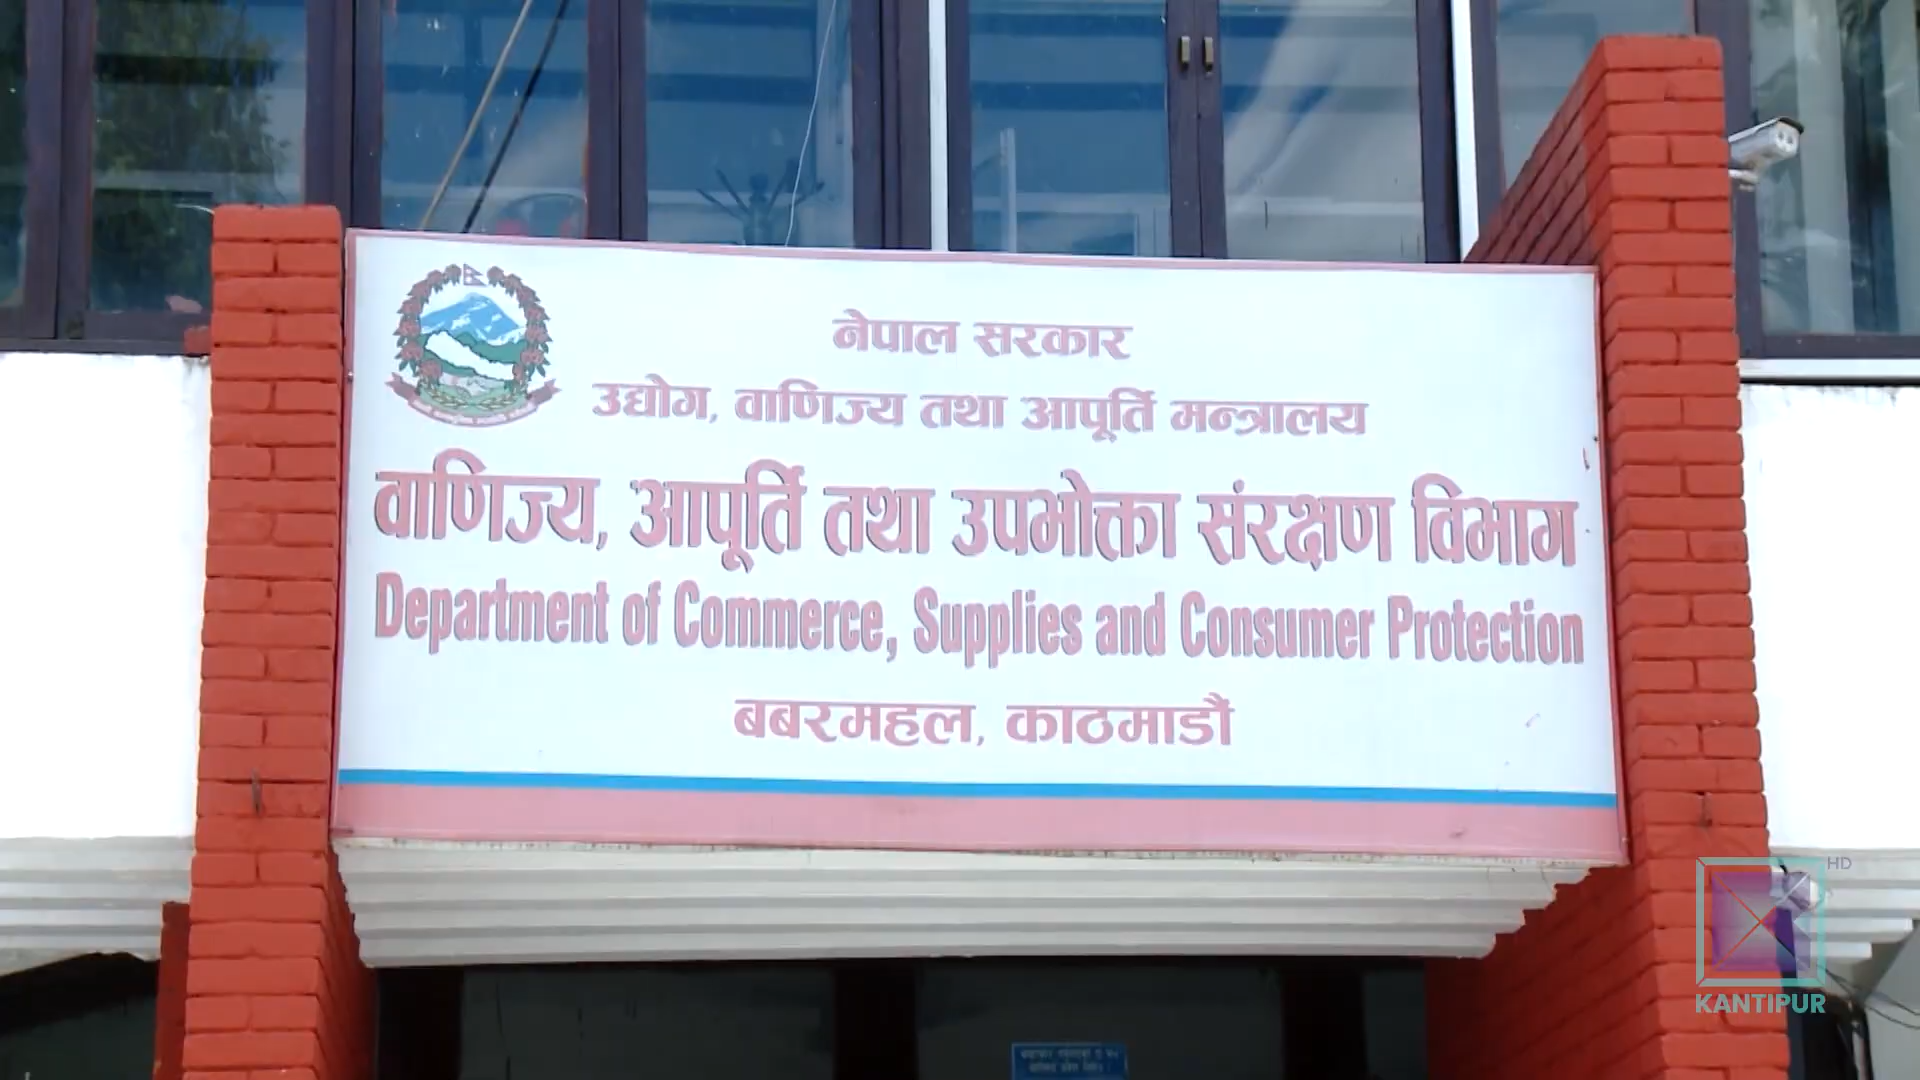 नेपाल सरकार
उद्योग, वाणिज्य तथा आपूर्ति मन्त्रालय
वाणिज्य, आपूर्ति तथा उपभोक्ता संरक्षण विभाग
Department of Commerce, Supplies and Consumer Protection
बबरमहल, काठमाडौं
HD
KANTIPUR